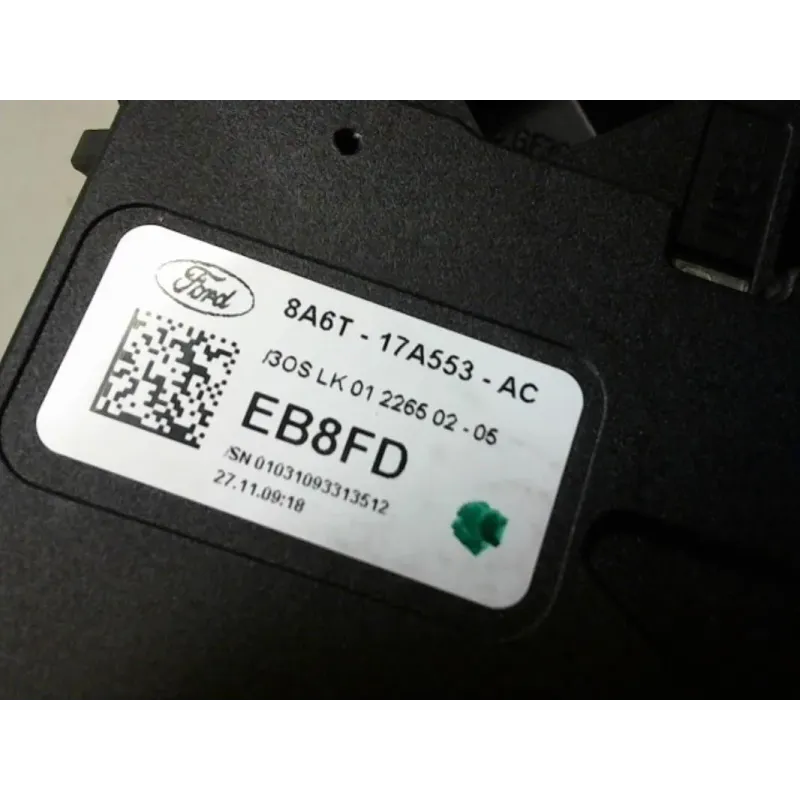 Ford
8A6T - 17A553 - AC
/3OS LK 01 2265 02 - 05
EB8FD
/SN 01031093313512
27.11.09:18